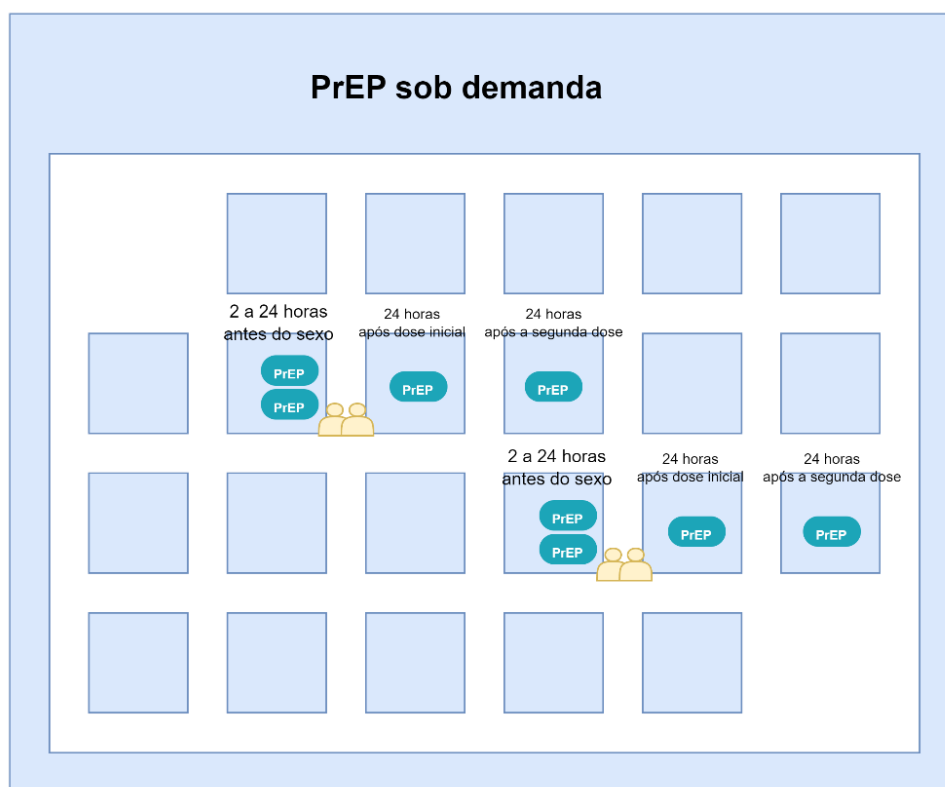 PrEP sob demanda
2 a 24 horas
antes do sexo
24 horas
após dose inicial
24 horas
após a segunda dose
PrEP
PrEP
PrEP
PrEP
2 a 24 horas
antes do sexo
24 horas
após dose inicial
24 horas
após a segunda dose
PrEP
PrEP
PrEP
PrEP